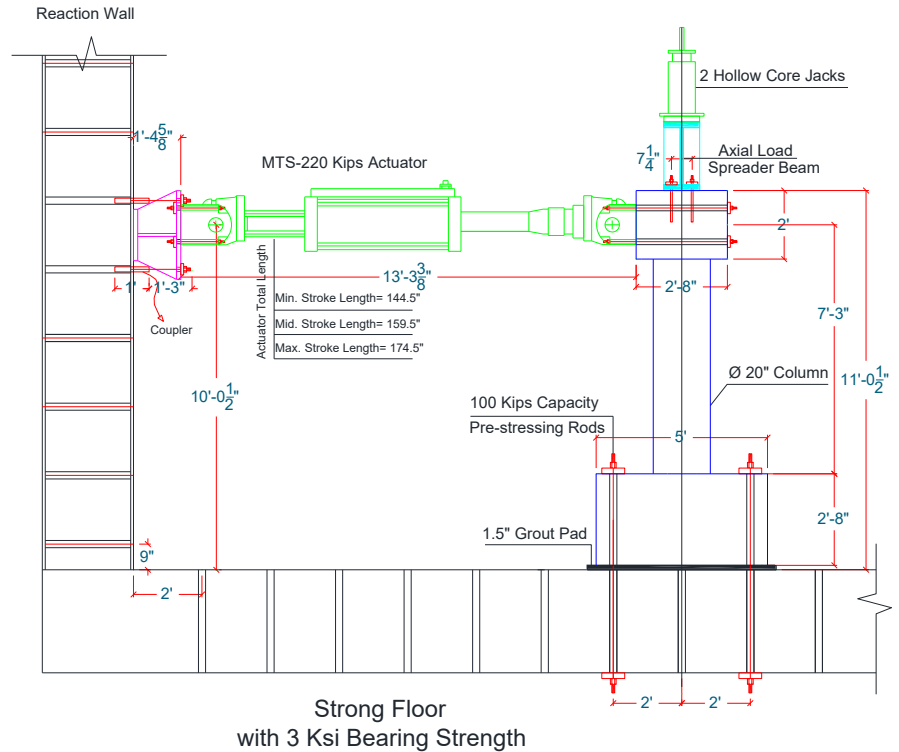 Reaction Wall
2 Hollow Core Jacks
1'-4 5/8"
MTS-220 Kips Actuator
7 1/4"
Axial Load
Spreader Beam
2'
13'-3 3/8"
2'-8"
1'
1'-3"
Coupler
Actuator Total Length
Min. Stroke Length= 144.5"
Mid. Stroke Length= 159.5"
Max. Stroke Length= 174.5"
7'-3"
Ø 20" Column
11'-0 1/2"
10'-0 1/2"
100 Kips Capacity
Pre-stressing Rods
5'
2'-8"
1.5" Grout Pad
9"
2'
2'
2'
Strong Floor
with 3 Ksi Bearing Strength